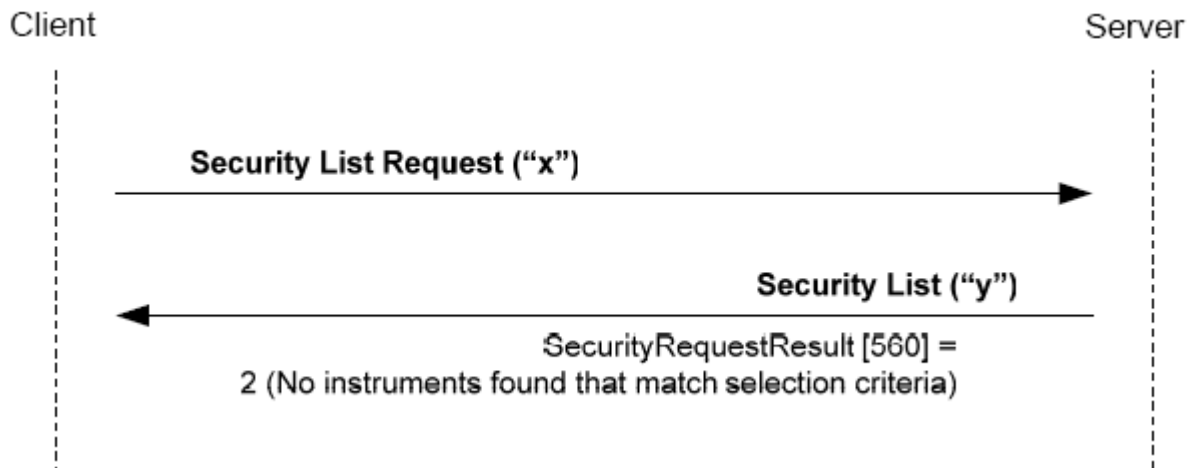 Client
Server
Security List Request (“x”)
Security List (“y”)
SecurityRequestResult [560] =
2 (No instruments found that match selection criteria)